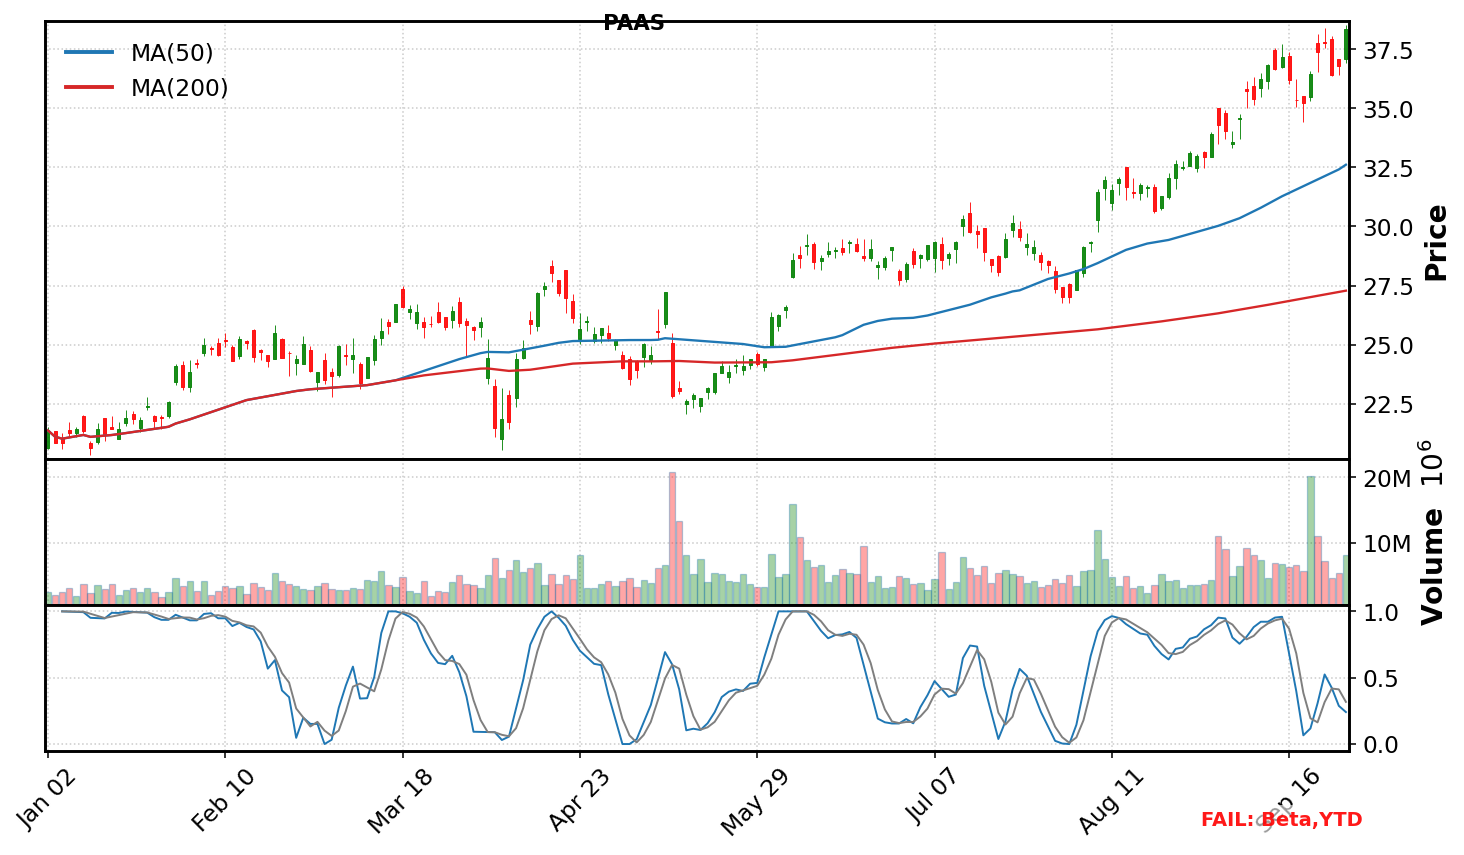 PAAS
MA(50)
MA(200)
37.5
35.0
32.5
30.0
27.5
25.0
22.5
Price
20M
10M
Volume 10^6
1.0
0.5
0.0
Jan 02
Feb 10
Mar 18
Apr 23
May 29
Jul 07
Aug 11
Sep 16
FAIL: Beta,YTD